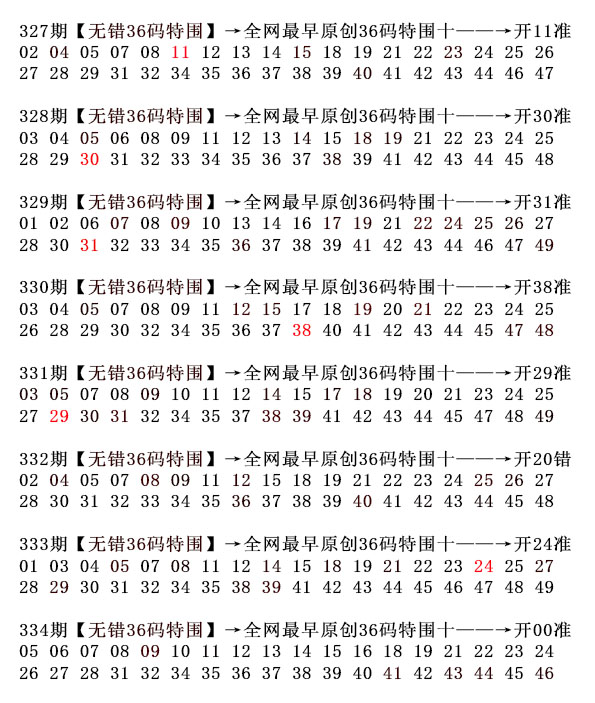 327期【无错36码特围】→全网最早原创36码特围十——→开11准
02 04 05 07 08 11 12 13 14 15 18 19 21 22 23 24 25 26
27 28 29 31 32 34 35 36 37 38 39 40 41 42 43 44 46 47
328期【无错36码特围】→全网最早原创36码特围十——→开30准
03 04 05 06 08 09 11 12 13 14 15 18 19 21 22 23 24 25
28 29 30 31 32 33 34 35 36 37 38 39 41 42 43 44 45 48
329期【无错36码特围】→全网最早原创36码特围十——→开31准
01 02 06 07 08 09 10 13 14 16 17 19 21 22 24 25 26 27
28 30 31 32 33 34 35 36 37 38 39 41 42 43 44 46 47 49
330期【无错36码特围】→全网最早原创36码特围十——→开38准
03 04 05 07 08 09 11 12 15 17 18 19 20 21 22 23 24 25
26 28 29 30 32 34 35 36 37 38 40 41 42 43 44 45 47 48
331期【无错36码特围】→全网最早原创36码特围十——→开29准
03 05 07 08 09 10 11 12 14 15 17 18 19 20 21 23 24 25
27 29 30 31 32 34 35 37 38 39 41 42 43 44 45 47 48 49
332期【无错36码特围】→全网最早原创36码特围十——→开20错
02 04 05 07 08 09 11 12 15 18 19 21 22 23 24 25 26 27
28 30 31 32 33 34 35 36 37 38 39 40 41 42 43 44 45 48
333期【无错36码特围】→全网最早原创36码特围十——→开24准
01 03 04 05 07 08 11 12 14 15 18 19 21 22 23 24 25 27
28 29 30 31 32 34 35 38 39 41 42 43 44 45 46 47 48 49
334期【无错36码特围】→全网最早原创36码特围十——→开00准
05 06 07 08 09 10 11 12 13 14 15 16 18 19 21 22 23 24
26 27 28 31 32 33 34 35 36 37 38 39 40 41 42 43 44 45 46